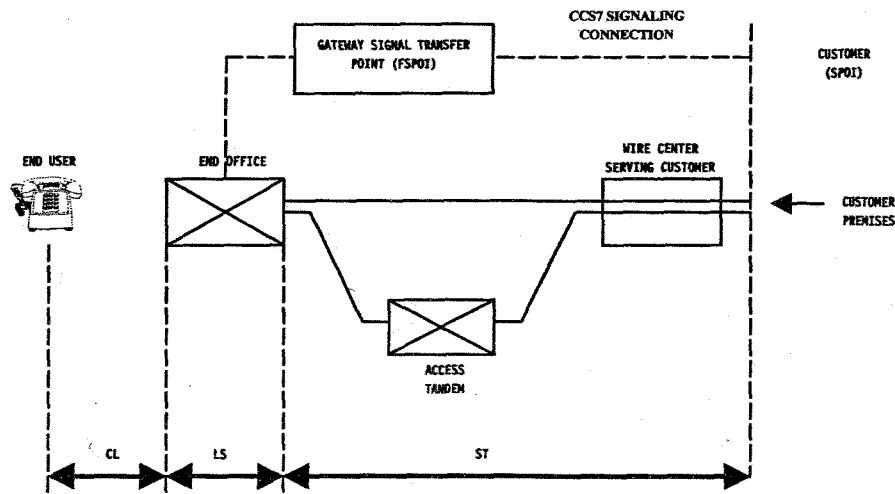 CCS7 SIGNALING
CONNECTION
GATEWAY SIGNAL TRANSFER
POINT (FSPOI)
CUSTOMER
(SPOI)
END USER
END OFFICE
WIRE CENTER
SERVING CUSTOMER
CUSTOMER
PREMISES
ACCESS
TANDEM
CL
LS
ST